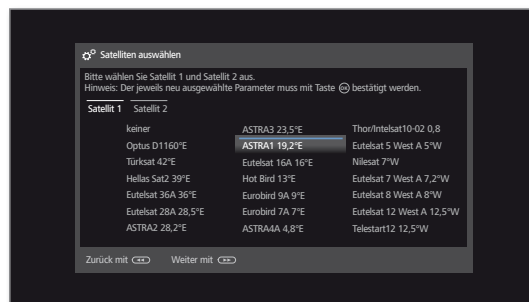 Satelliten auswählen
Bitte wählen Sie Satellit 1 und Satellit 2 aus.
Hinweis: Der jeweils neu ausgewählte Parameter muss mit Taste OK bestätigt werden.
Satellit 1 Satellit 2
keiner ASTRA3 23,5°E Thor/Intelsat10-02 0,8
Optus D1160°E ASTRA1 19,2°E Eutelsat 5 West A 5°W
Türksat 42°E Eutelsat 16A 16°E Nilesat 7°W
Hellas Sat2 39°E Hot Bird 13°E Eutelsat 7 West A 7,2°W
Eutelsat 36A 36°E Eurobird 9A 9°E Eutelsat 8 West A 8°W
Eutelsat 28A 28,5°E Eurobird 7A 7°E Eutelsat 12 West A 12,5°W
ASTRA2 28,2°E ASTRA4A 4,8°E Telestart12 12,5°W
Zurück mit Weiter mit